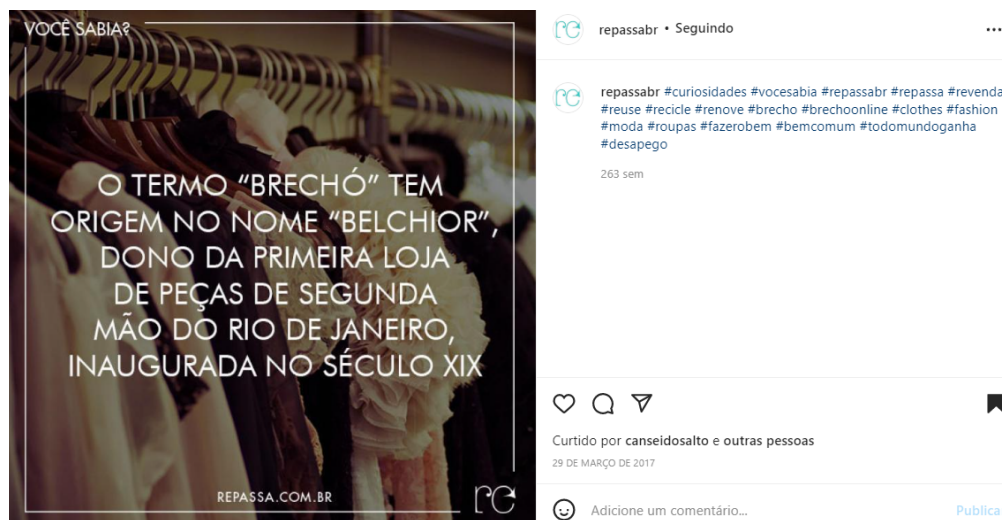 VOCÊ SABIA?
O TERMO “BRECHÓ” TEM
ORIGEM NO NOME “BELCHIOR”,
DONO DA PRIMEIRA LOJA
DE PEÇAS DE SEGUNDA
MÃO DO RIO DE JANEIRO,
INAUGURADA NO SÉCULO XIX
REPASSA.COM.BR
re
re
repassabr • Seguindo
re
repassabr #curiosidades #vocesabia #repassabr #repassa #revenda
#reuse #recicle #renove #brecho #brechoonline #clothes #fashion
#moda #roupas #fazerobem #bemcomum #todomundoganha
#desapego
263 sem
Curtido por canseidosalto e outras pessoas
29 DE MARÇO DE 2017
Adicione um comentário...
Publica